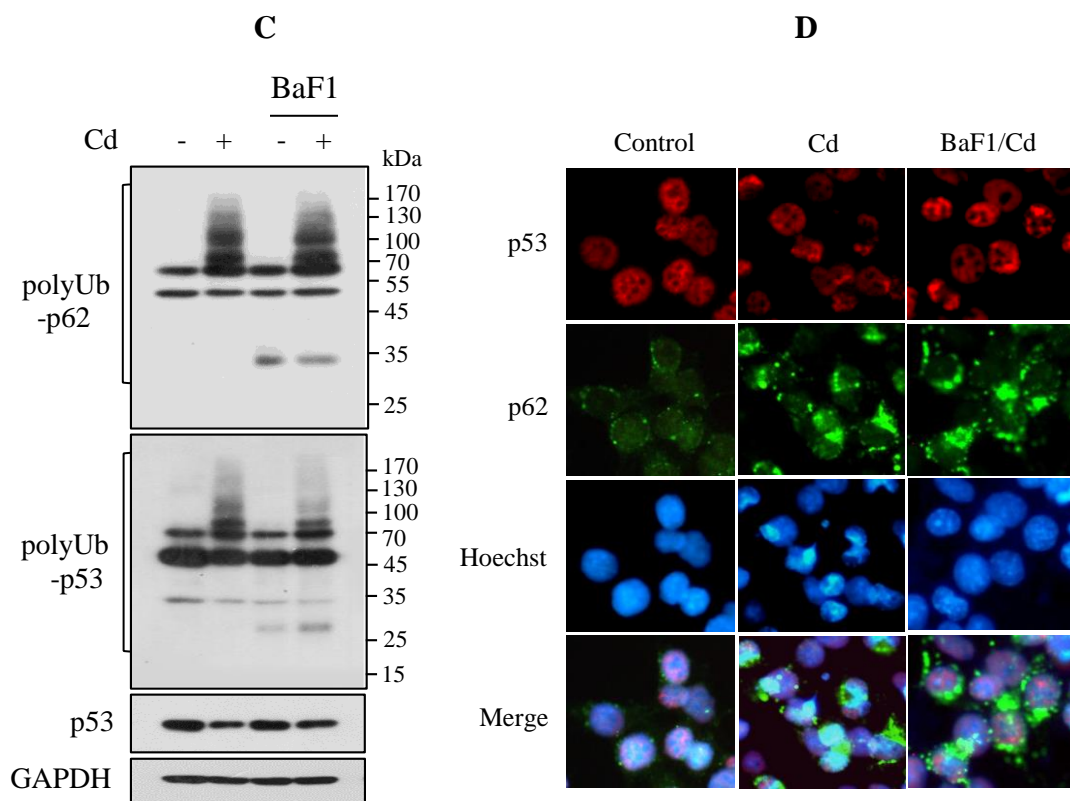 C
BaF1
Cd - + - +
kDa
170
130
100
70
55
45
35
25
polyUb
-p62
170
130
100
70
45
35
25
15
polyUb
-p53
p53
GAPDH
D
Control Cd BaF1/Cd
p53
p62
Hoechst
Merge